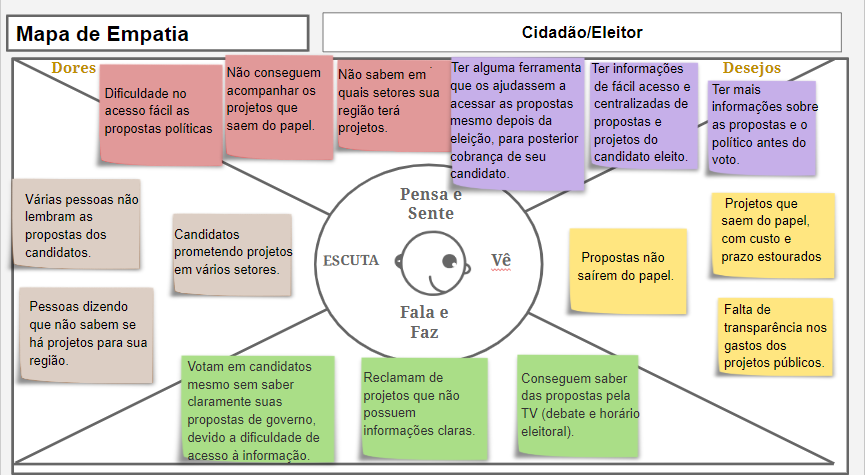 Mapa de Empatia
Cidadão/Eleitor
Dores
Desejos
Dificuldade no
acesso fácil as
propostas políticas
Não conseguem
acompanhar os
projetos que
saem do papel.
Não sabem em
quais setores sua
região terá
projetos.
Ter alguma ferramenta
que os ajudassem a
acessar as propostas
mesmo depois da
eleição, para posterior
cobrança de seu
candidato.
Ter informações
de fácil acesso e
centralizadas de
propostas e
projetos do
candidato eleito.
Ter mais
informações sobre
as propostas e o
político antes do
voto.
Várias pessoas não
lembram as
propostas dos
candidatos.
Candidatos
prometendo projetos
em vários setores.
Pessoas dizendo
que não sabem se
há projetos para sua
região.
Pensa e
Sente
ESCUTA
Vê
Fala e
Faz
Propostas não
saírem do papel.
Projetos que
saem do papel,
com custo e
prazo estourados
Falta de
transparência nos
gastos dos
projetos públicos.
Votam em candidatos
mesmo sem saber
claramente suas
propostas de governo,
devido a dificuldade de
acesso à informação.
Reclamam de
projetos que não
possuem
informações claras.
Conseguem saber
das propostas pela
TV (debate e horário
eleitoral).